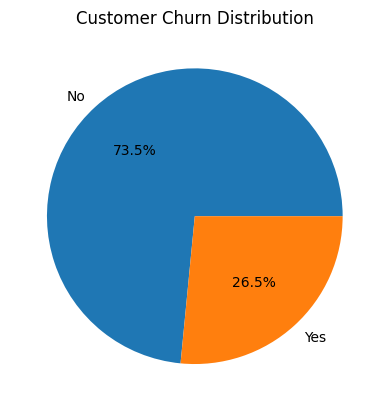 Customer Churn Distribution
No
73.5%
26.5%
Yes